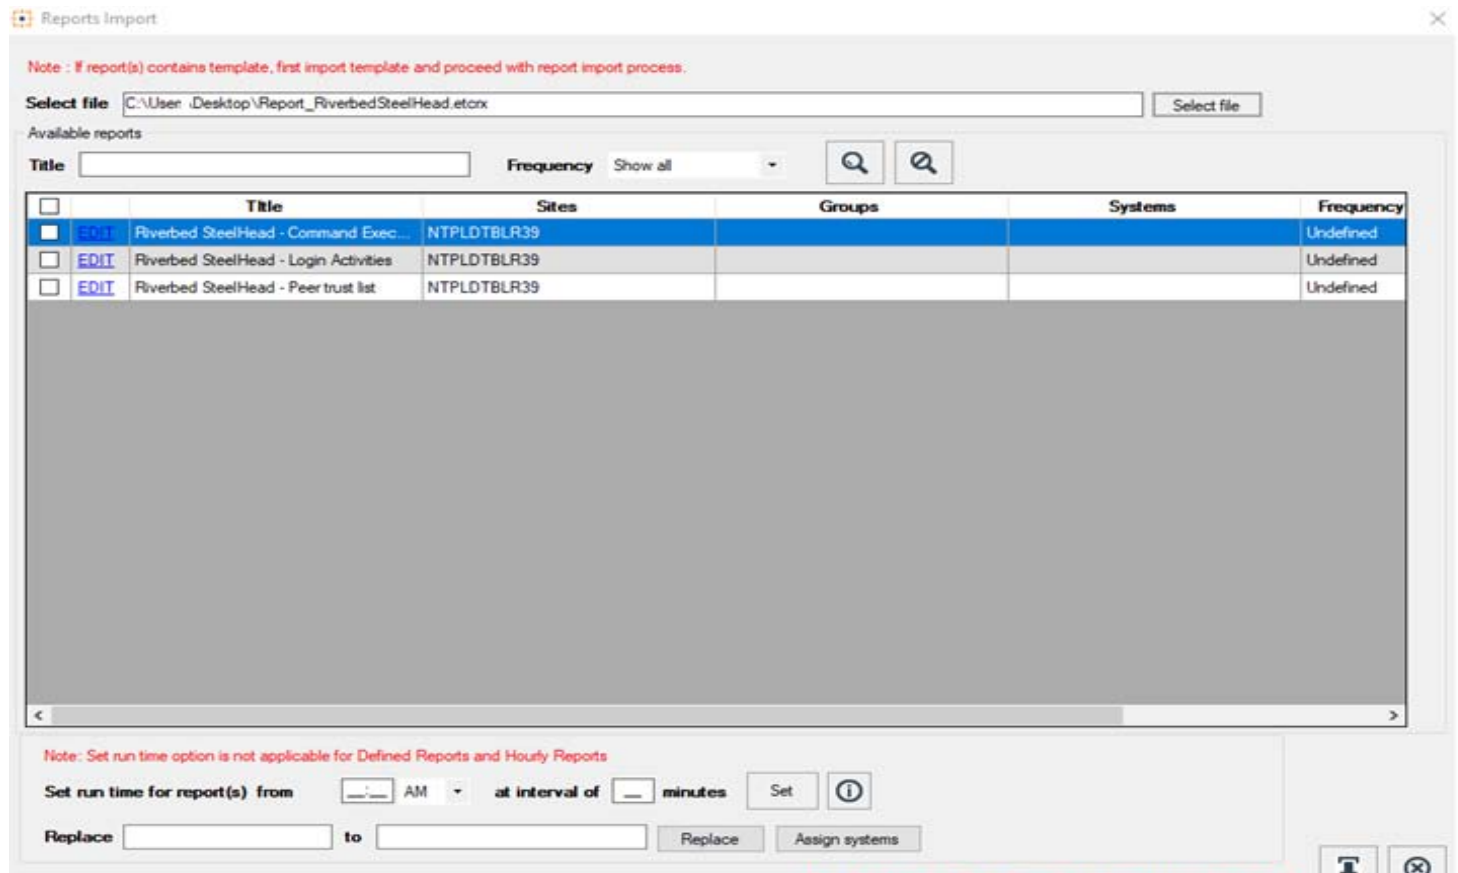 Reports Import
Note : If report(s) contains template, first import template and proceed with report import process.
Select file C:\User \Desktop\Report_RiverbedSteelHead.etcrx Select file
Available reports
Title Frequency Show all
Title Sites Groups Systems Frequency
EDIT Riverbed SteelHead - Command Exec... NTPLDTBLR39 Undefined
EDIT Riverbed SteelHead - Login Activities NTPLDTBLR39 Undefined
EDIT Riverbed SteelHead - Peer trust list NTPLDTBLR39 Undefined
Note: Set run time option is not applicable for Defined Reports and Hourly Reports
Set run time for report(s) from __:__ AM at interval of __ minutes Set
Replace to Replace Assign systems